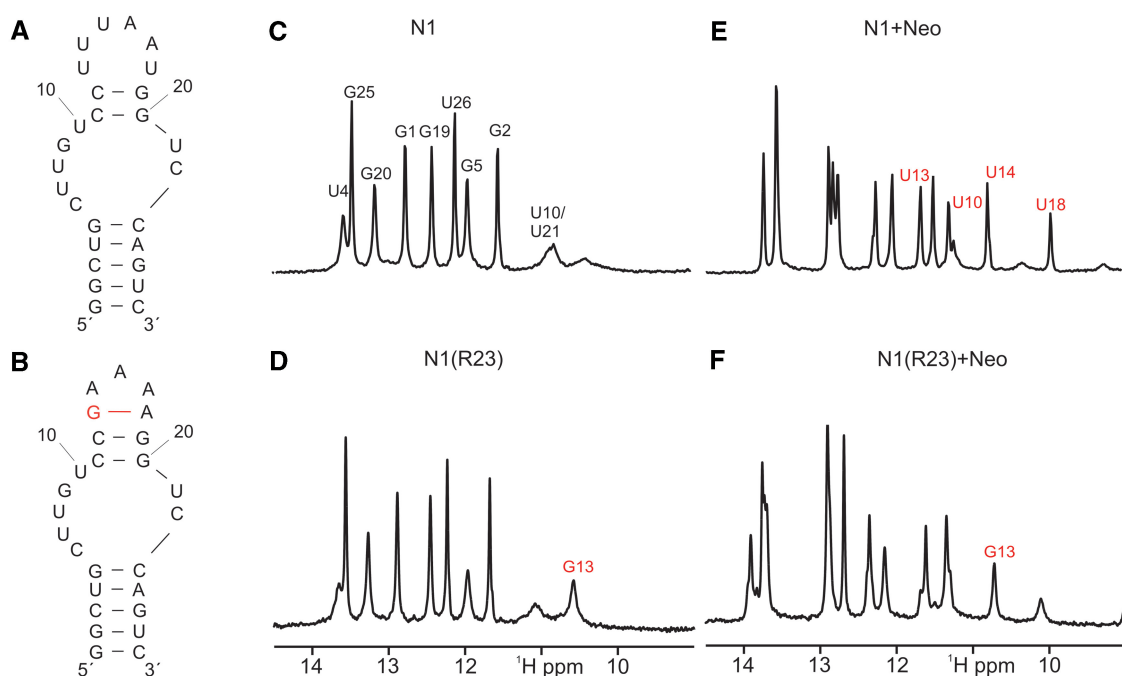 A
U A
U A
U U
C – G
10 C – G 20
U
G U
U C
U
C
G – C
U – A
C – G
G – U
G – C
5´ 3´
C
N1
G25
U26
G1 G19 G2
G5
U4 G20
U10/
U21
E
N1+Neo
U13 U14
U10 U18
B
A
A A
G — A
C – G
10 C – G 20
U
G U
U C
U
C
G – C
U – A
C – G
G – U
G – C
5´ 3´
D
N1(R23)
G13
14 13 12 ¹H ppm 10
F
N1(R23)+Neo
G13
14 13 12 ¹H ppm 10